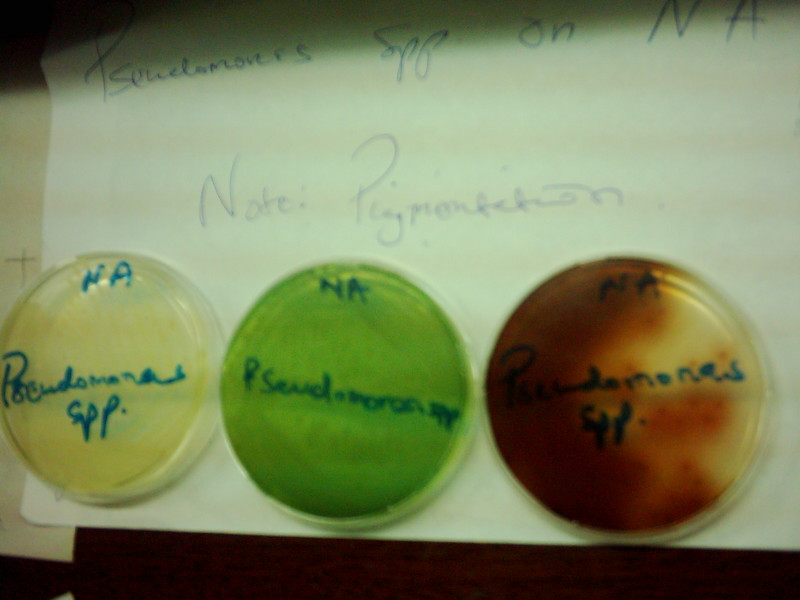 Pseudomonas Spp on NA
Note: Pigmentation.
NA
Pseudomonas
Spp.
NA
Pseudomonas spp
NA
Pseudomonas
Spp.